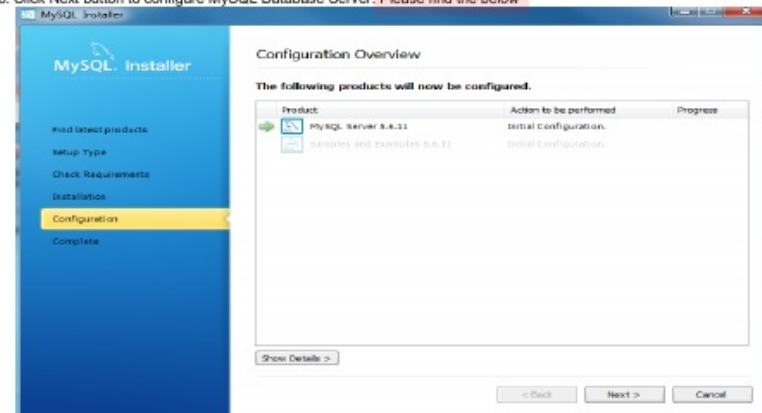 Click Next button to configure MySQL Database Server. Please find the below
MySQL Installer
MySQL. Installer
Configuration Overview
The following products will now be configured.
Product Action to be performed Progress
MySQL Server 5.6.11 Initial Configuration.
Samples and Examples 5.6.11 Initial Configuration.
Find latest products
Setup Type
Check Requirements
Installation
Configuration
Complete
Show Details >
< Back Next > Cancel